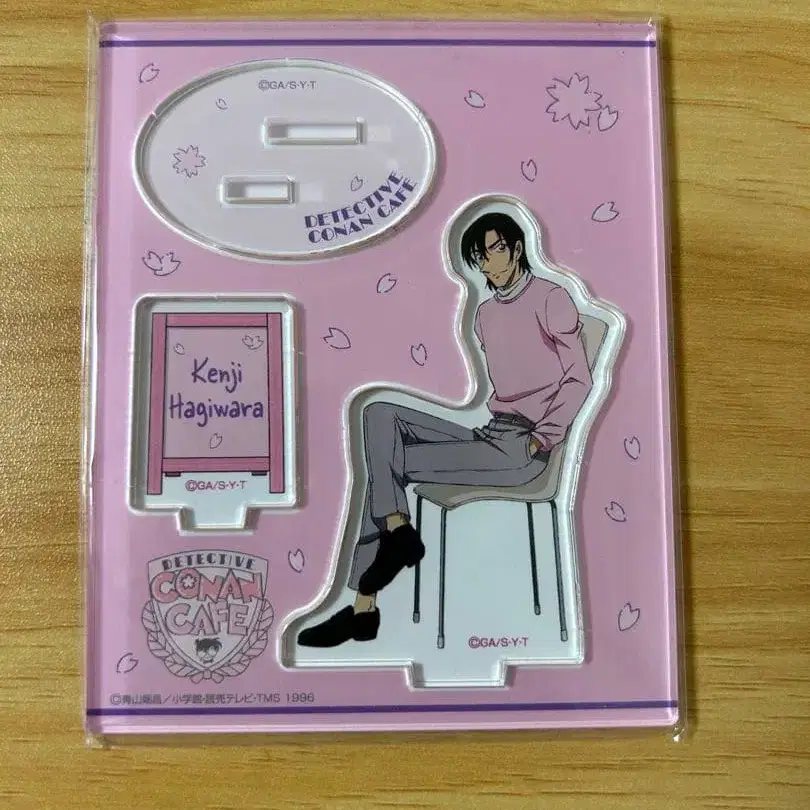 ©GA/S·Y·T
DETECTIVE
CONAN CAFE
Kenji
Hagiwara
©GA/S·Y·T
DETECTIVE
CONAN
CAFE
©GA/S·Y·T
©青山剛昌／小学館・読売テレビ・TMS 1996